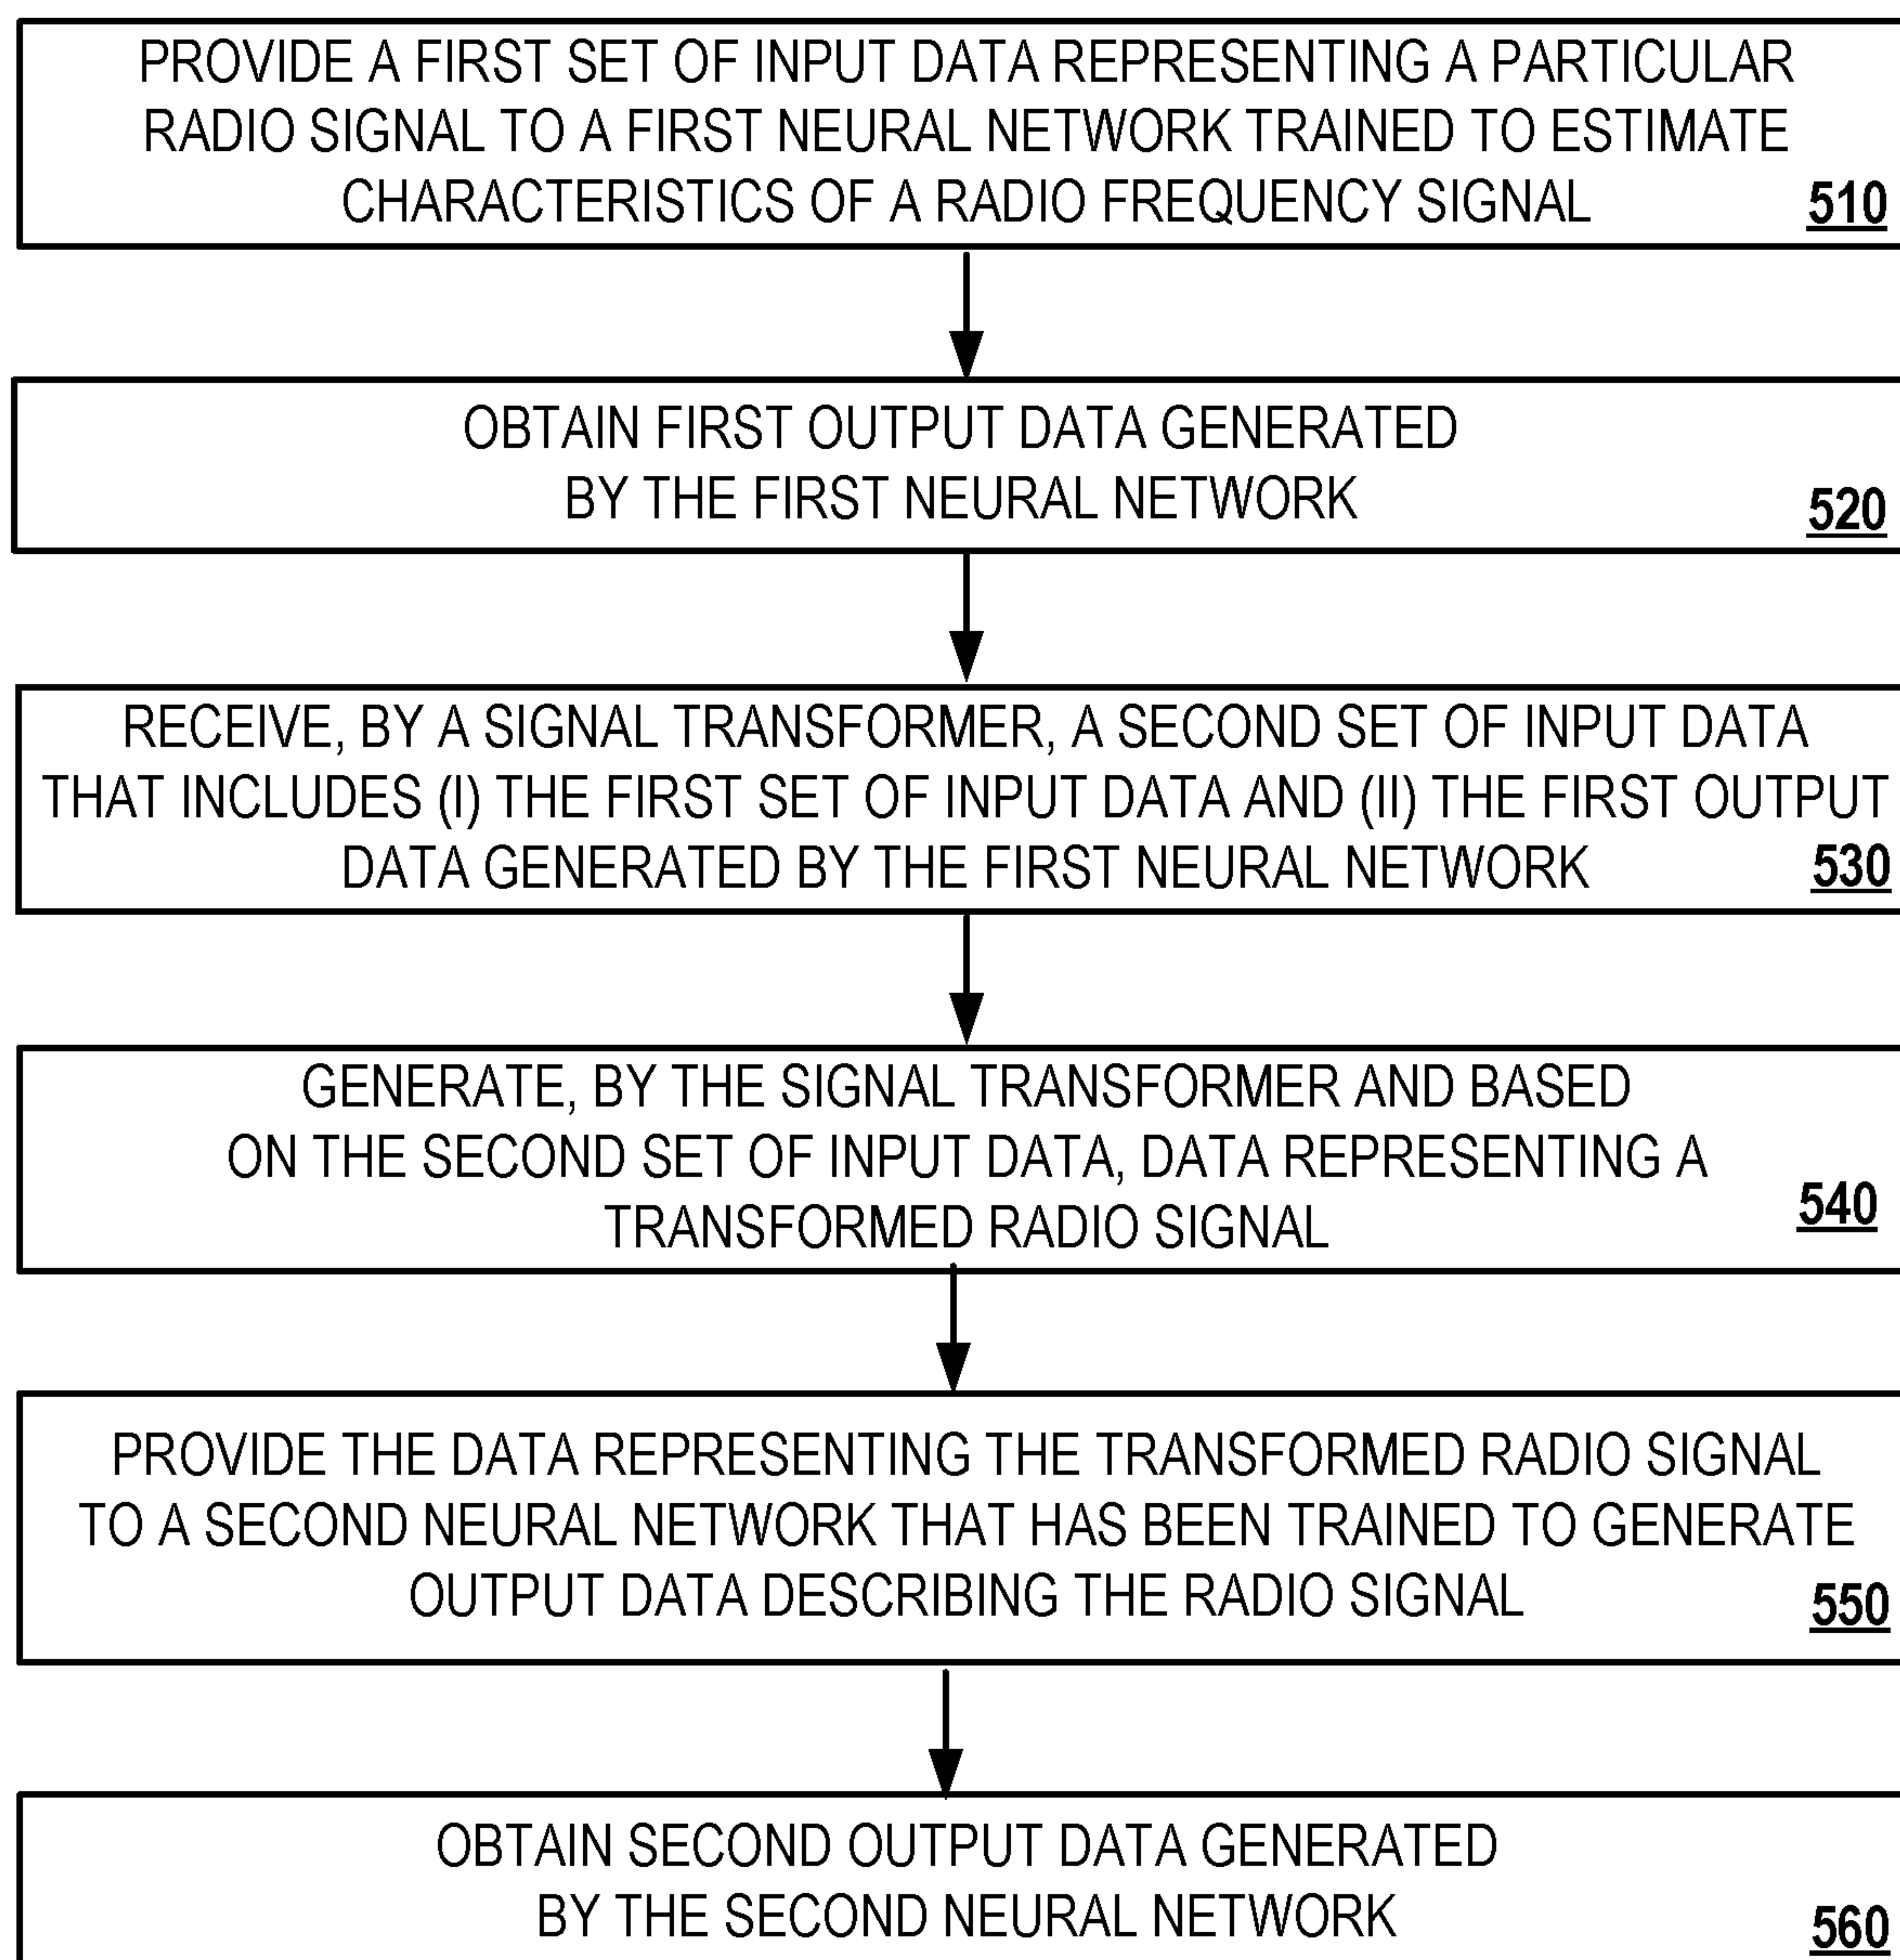 PROVIDE A FIRST SET OF INPUT DATA REPRESENTING A PARTICULAR
RADIO SIGNAL TO A FIRST NEURAL NETWORK TRAINED TO ESTIMATE
CHARACTERISTICS OF A RADIO FREQUENCY SIGNAL
510
OBTAIN FIRST OUTPUT DATA GENERATED
BY THE FIRST NEURAL NETWORK
520
RECEIVE, BY A SIGNAL TRANSFORMER, A SECOND SET OF INPUT DATA
THAT INCLUDES (I) THE FIRST SET OF INPUT DATA AND (II) THE FIRST OUTPUT
DATA GENERATED BY THE FIRST NEURAL NETWORK
530
GENERATE, BY THE SIGNAL TRANSFORMER AND BASED
ON THE SECOND SET OF INPUT DATA, DATA REPRESENTING A
TRANSFORMED RADIO SIGNAL
540
PROVIDE THE DATA REPRESENTING THE TRANSFORMED RADIO SIGNAL
TO A SECOND NEURAL NETWORK THAT HAS BEEN TRAINED TO GENERATE
OUTPUT DATA DESCRIBING THE RADIO SIGNAL
550
OBTAIN SECOND OUTPUT DATA GENERATED
BY THE SECOND NEURAL NETWORK
560